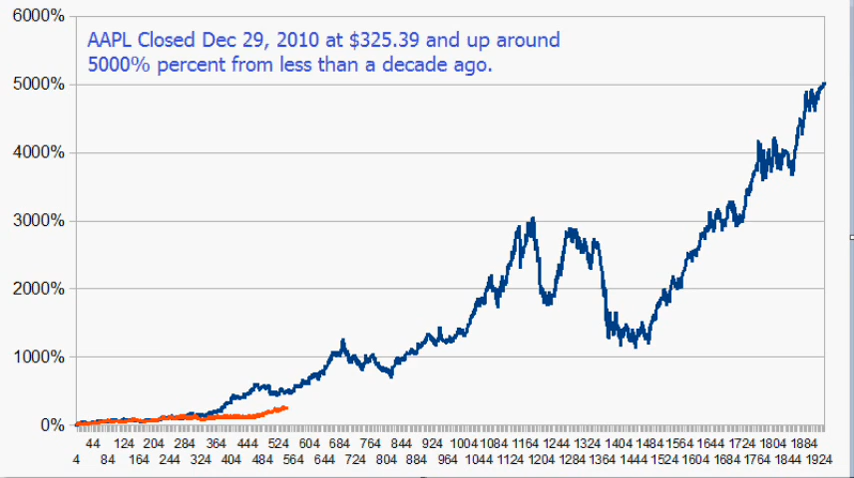 6000%
AAPL Closed Dec 29, 2010 at $325.39 and up around
5000% percent from less than a decade ago.
5000%
4000%
3000%
2000%
1000%
0%
44 124 204 284 364 444 524 604 684 764 844 924 1004 1084 1164 1244 1324 1404 1484 1564 1644 1724 1804 1884
4 84 164 244 324 404 484 564 644 724 804 884 964 1044 1124 1204 1284 1364 1444 1524 1604 1684 1764 1844 1924